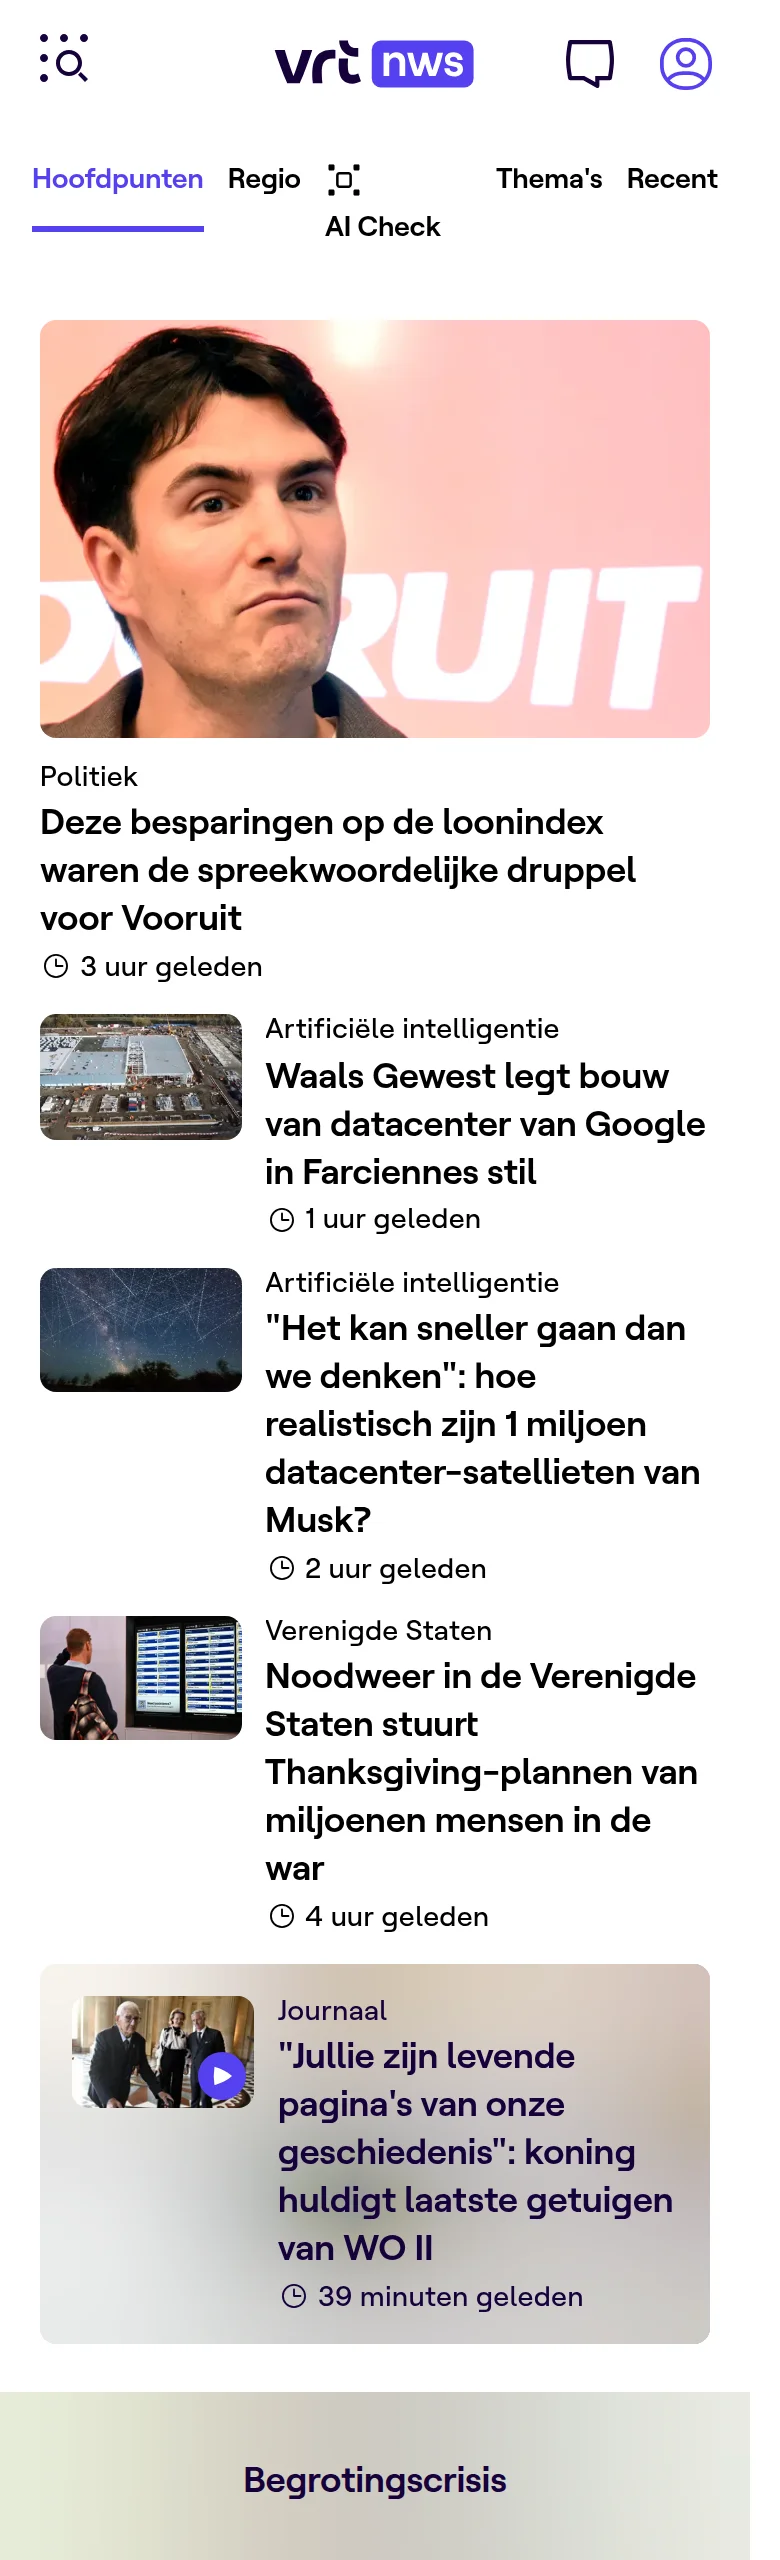 vrt nws
Hoofdpunten Regio AI Check Thema's Recent
VOORUIT
Politiek
Deze besparingen op de loonindex
waren de spreekwoordelijke druppel
voor Vooruit
3 uur geleden
Artificiële intelligentie
Waals Gewest legt bouw
van datacenter van Google
in Farciennes stil
1 uur geleden
Artificiële intelligentie
"Het kan sneller gaan dan
we denken": hoe
realistisch zijn 1 miljoen
datacenter-satellieten van
Musk?
2 uur geleden
Verenigde Staten
Noodweer in de Verenigde
Staten stuurt
Thanksgiving-plannen van
miljoenen mensen in de
war
4 uur geleden
Journaal
"Jullie zijn levende
pagina's van onze
geschiedenis": koning
huldigt laatste getuigen
van WO II
39 minuten geleden
Begrotingscrisis